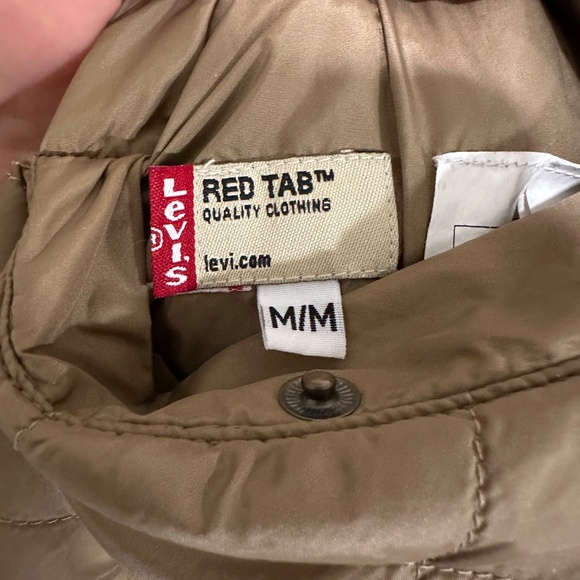 LEVI'S
®
RED TAB™
QUALITY CLOTHING
levi.com
M/M